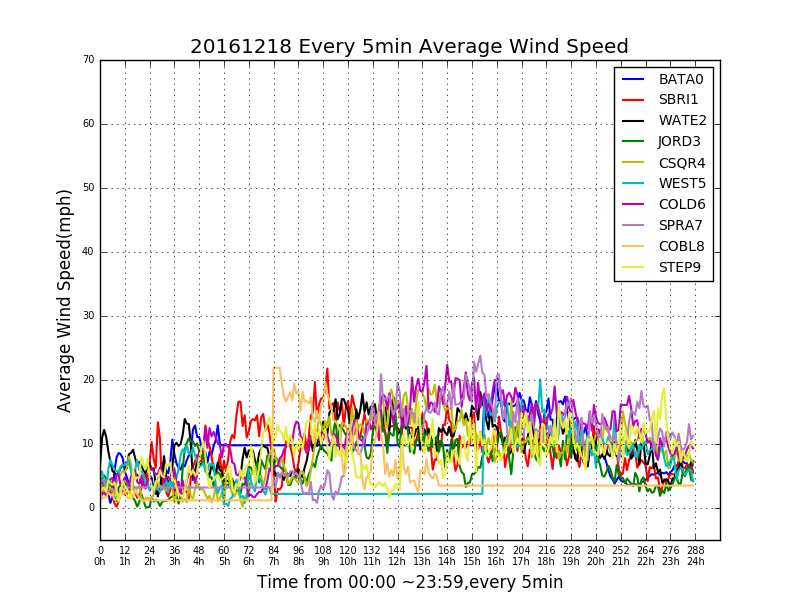 20161218 Every 5min Average Wind Speed
70
60
50
40
30
20
10
0
Average Wind Speed(mph)
BATA0
SBRI1
WATE2
JORD3
CSQR4
WEST5
COLD6
SPRA7
COBL8
STEP9
0 12 24 36 48 60 72 84 96 108 120 132 144 156 168 180 192 204 216 228 240 252 264 276 288
0h 1h 2h 3h 4h 5h 6h 7h 8h 9h 10h 11h 12h 13h 14h 15h 16h 17h 18h 19h 20h 21h 22h 23h 24h
Time from 00:00 ~23:59,every 5min